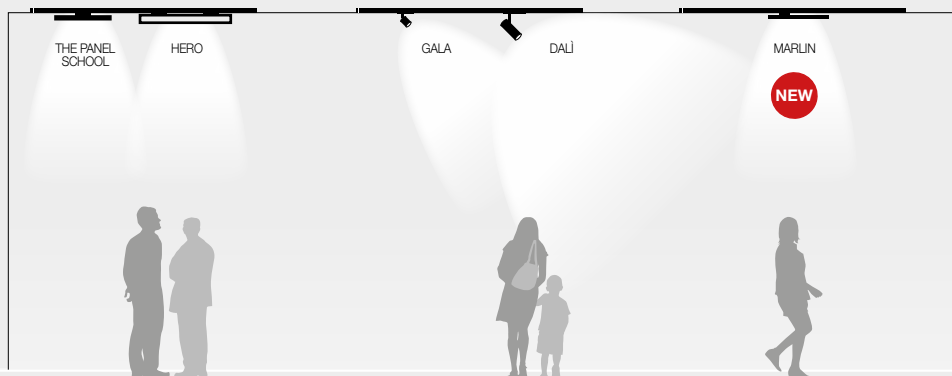 THE PANEL
SCHOOL
HERO
GALA
DALÌ
MARLIN
NEW